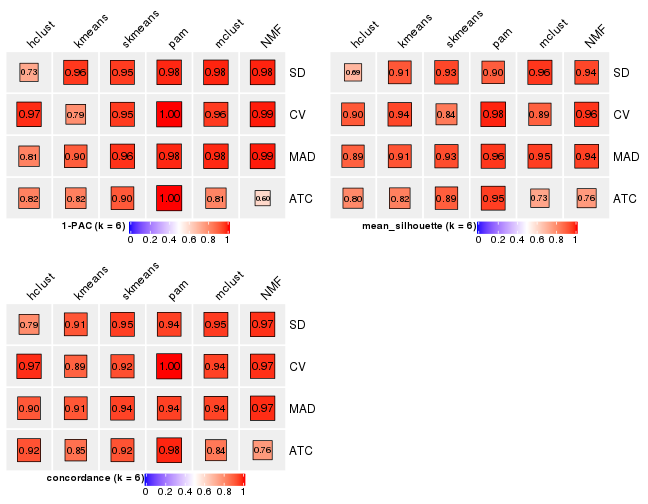 hclust kmeans skmeans pam mclust NMF
0.73 0.96 0.95 0.98 0.98 0.98 SD
0.97 0.79 0.95 1.00 0.96 0.99 CV
0.81 0.90 0.96 0.98 0.98 0.99 MAD
0.82 0.82 0.90 1.00 0.81 0.60 ATC
1-PAC (k = 6)
0 0.2 0.4 0.6 0.8 1
hclust kmeans skmeans pam mclust NMF
0.69 0.91 0.93 0.90 0.96 0.94 SD
0.90 0.94 0.84 0.98 0.89 0.96 CV
0.89 0.91 0.93 0.96 0.95 0.94 MAD
0.80 0.82 0.89 0.95 0.73 0.76 ATC
mean_silhouette (k = 6)
0 0.2 0.4 0.6 0.8 1
hclust kmeans skmeans pam mclust NMF
0.79 0.91 0.95 0.94 0.95 0.97 SD
0.97 0.89 0.92 1.00 0.94 0.97 CV
0.90 0.91 0.94 0.94 0.94 0.97 MAD
0.92 0.85 0.92 0.98 0.84 0.76 ATC
concordance (k = 6)
0 0.2 0.4 0.6 0.8 1